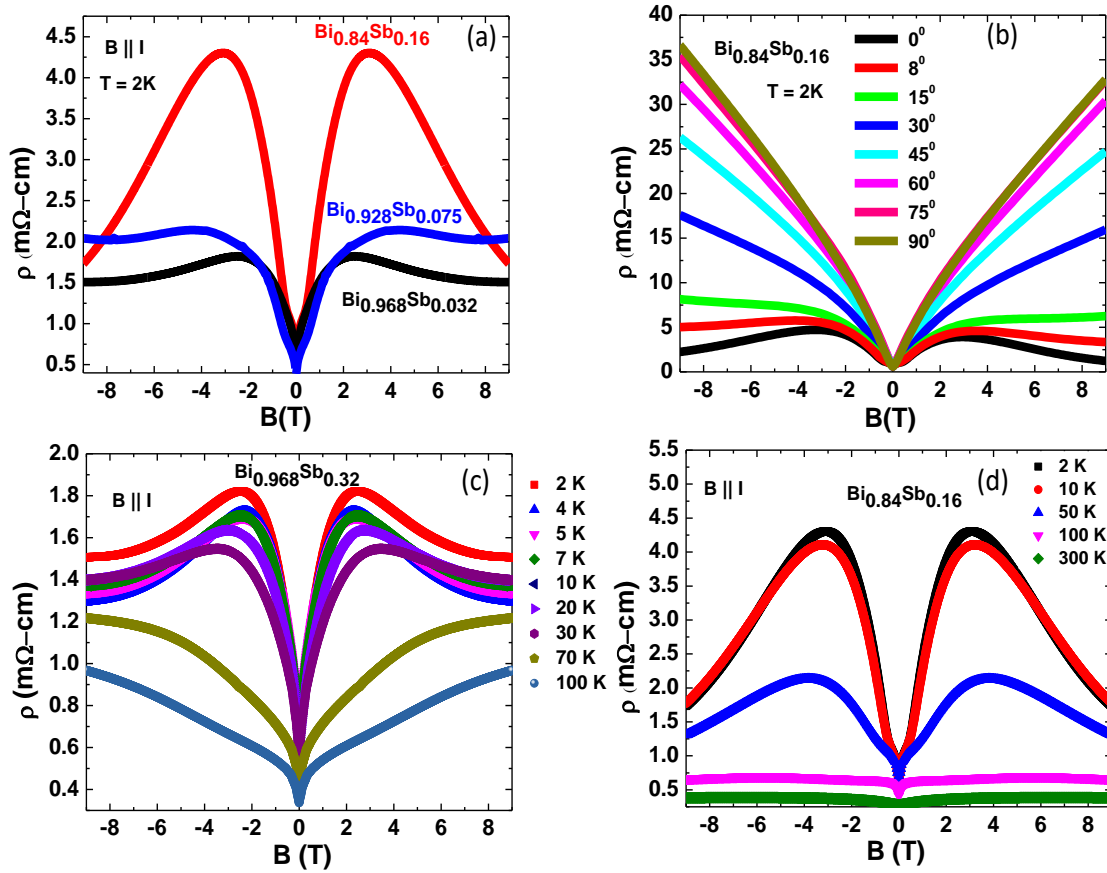 (a)
B || I
T = 2K
Bi0.84Sb0.16
Bi0.928Sb0.075
Bi0.968Sb0.032
ρ (mΩ–cm)
4.5
4.0
3.5
3.0
2.5
2.0
1.5
1.0
0.5
-8 -6 -4 -2 0 2 4 6 8
B(T)
(b)
Bi0.84Sb0.16
T = 2K
0⁰
8⁰
15⁰
30⁰
45⁰
60⁰
75⁰
90⁰
ρ (mΩ–cm)
40
35
30
25
20
15
10
5
0
-8 -6 -4 -2 0 2 4 6 8
B(T)
(c)
Bi0.968Sb0.32
B || I
2 K
4 K
5 K
7 K
10 K
20 K
30 K
70 K
100 K
ρ (mΩ–cm)
2.0
1.8
1.6
1.4
1.2
1.0
0.8
0.6
0.4
-8 -6 -4 -2 0 2 4 6 8
B (T)
(d)
B || I
Bi0.84Sb0.16
2 K
10 K
50 K
100 K
300 K
ρ (mΩ–cm)
5.5
5.0
4.5
4.0
3.5
3.0
2.5
2.0
1.5
1.0
0.5
-8 -6 -4 -2 0 2 4 6 8
B(T)